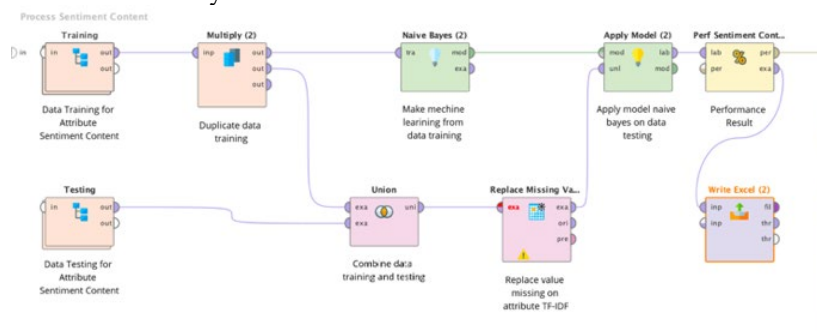 Process Sentiment Content
Training
Multiply (2)
Naive Bayes (2)
Apply Model (2)
Perf Sentiment Cont...
in
in
out
out
inp
out
out
out
tra
mod
exa
mod
unl
lab
mod
lab
per
per
exa
Data Training for
Attribute
Sentiment Content
Duplicate data
training
Make mechine
learining from
data training
Apply model naive
bayes on data
testing
Performance
Result
Testing
Union
Replace Missing Va...
Write Excel (2)
in
out
out
exa
exa
uni
exa
exa
ori
pre
inp
inp
fil
thr
thr
Data Testing for
Attribute
Sentiment Content
Combine data
training and testing
Replace value
missing on
attribute TF-IDF